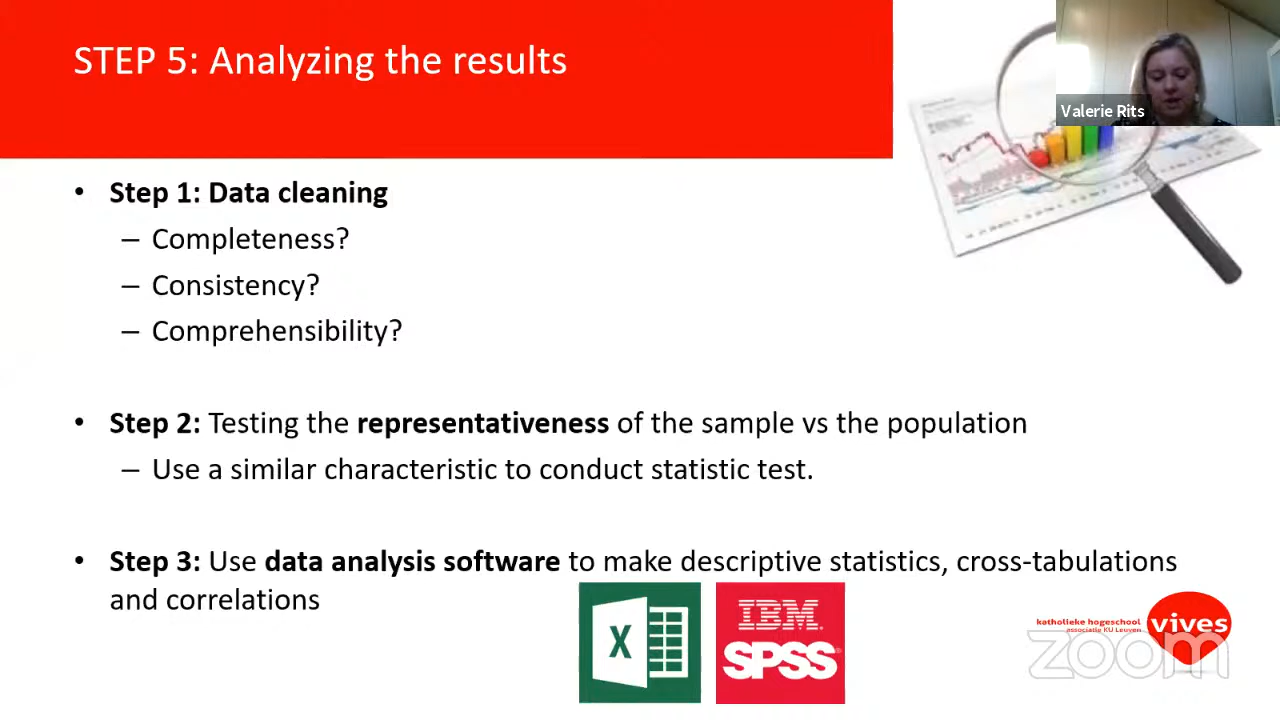 STEP 5: Analyzing the results
Valerie Rits
• Step 1: Data cleaning
– Completeness?
– Consistency?
– Comprehensibility?
• Step 2: Testing the representativeness of the sample vs the population
– Use a similar characteristic to conduct statistic test.
• Step 3: Use data analysis software to make descriptive statistics, cross-tabulations
and correlations
X
IBM
SPSS
katholieke hogeschool
associatie KU Leuven
vives
zoom